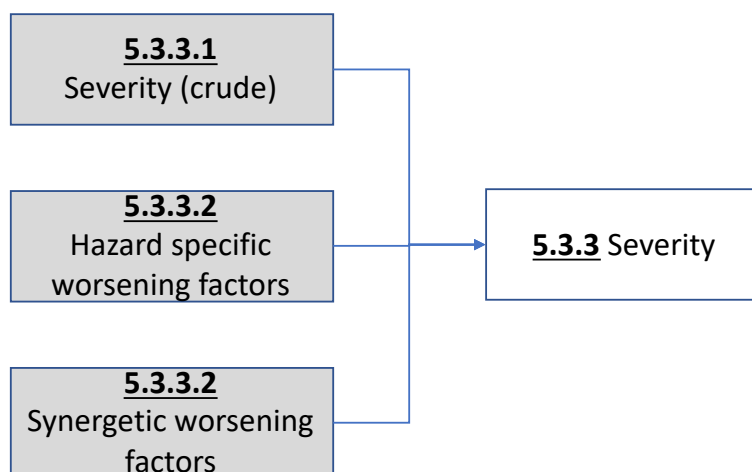 5.3.3.1
Severity (crude)
5.3.3.2
Hazard specific
worsening factors
5.3.3 Severity
5.3.3.2
Synergetic worsening
factors